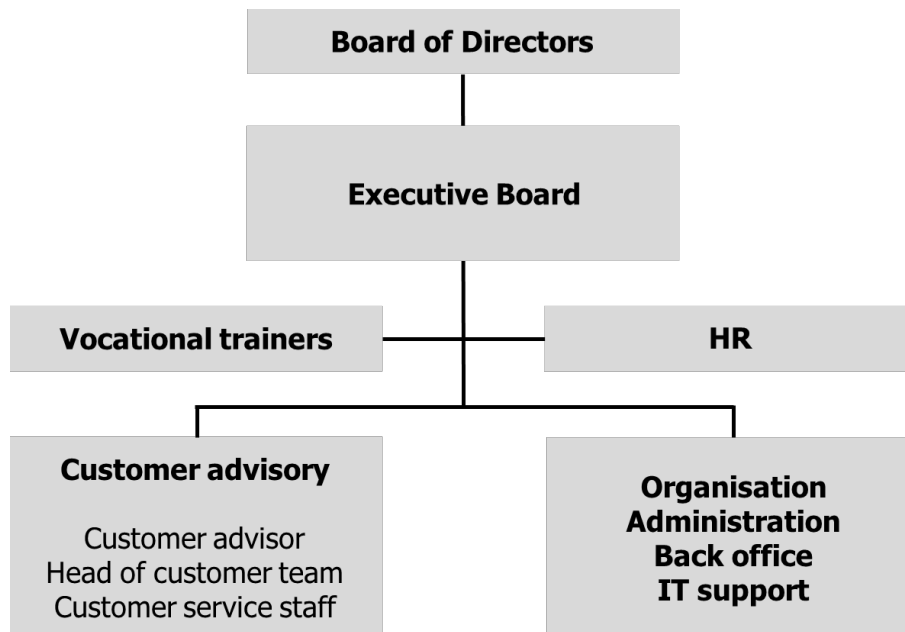 Board of Directors
Executive Board
Vocational trainers
HR
Customer advisory
Customer advisor
Head of customer team
Customer service staff
Organisation
Administration
Back office
IT support